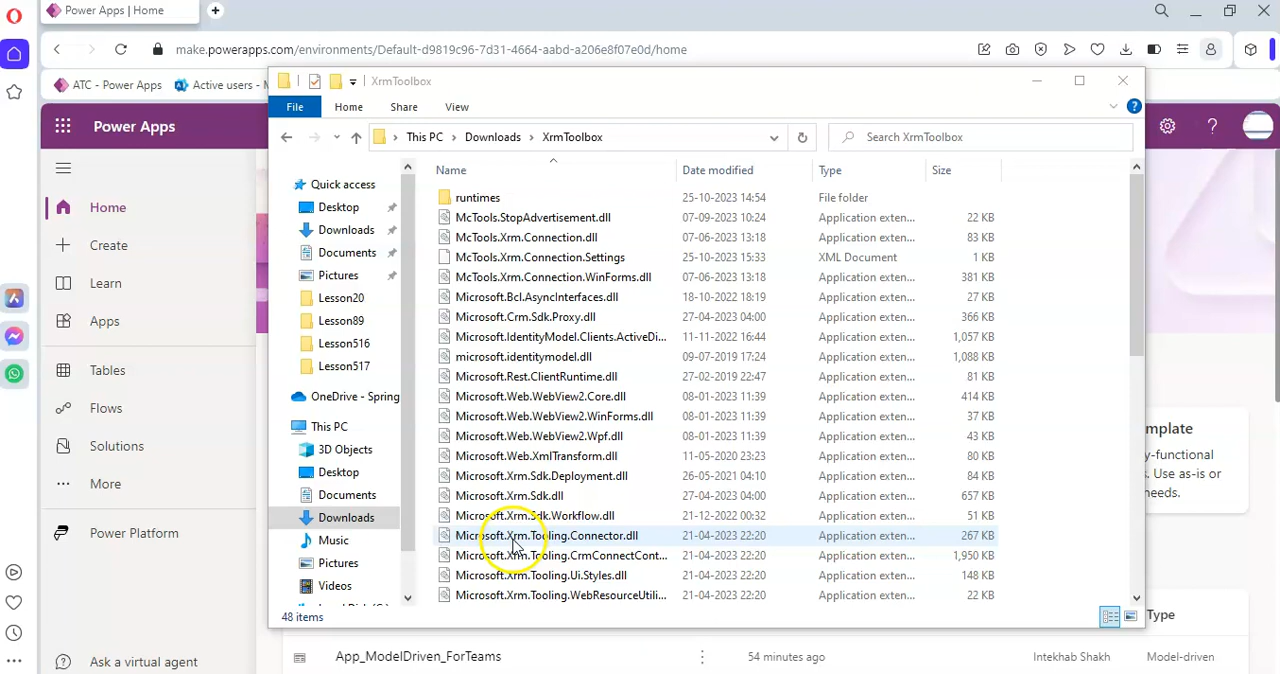 Power Apps | Home
make.powerapps.com/environments/Default-d9819c96-7d31-4664-aabd-a206e8f07e0d/home
ATC - Power Apps
Active users -
Power Apps
Home
Create
Learn
Apps
Tables
Flows
Solutions
More
Power Platform
Ask a virtual agent
XrmToolbox
File Home Share View
This PC > Downloads > XrmToolbox
Search XrmToolbox
Quick access
Desktop
Downloads
Documents
Pictures
Lesson20
Lesson89
Lesson516
Lesson517
OneDrive - Spring
This PC
3D Objects
Desktop
Documents
Downloads
Music
Pictures
Videos
Name Date modified Type Size
runtimes 25-10-2023 14:54 File folder
McTools.StopAdvertisement.dll 07-09-2023 10:24 Application exten... 22 KB
McTools.Xrm.Connection.dll 07-06-2023 13:18 Application exten... 83 KB
McTools.Xrm.Connection.Settings 25-10-2023 15:33 XML Document 1 KB
McTools.Xrm.Connection.WinForms.dll 07-06-2023 13:18 Application exten... 381 KB
Microsoft.Bcl.AsyncInterfaces.dll 18-10-2022 18:19 Application exten... 27 KB
Microsoft.Crm.Sdk.Proxy.dll 27-04-2023 04:00 Application exten... 366 KB
Microsoft.IdentityModel.Clients.ActiveDi... 11-11-2022 16:44 Application exten... 1,057 KB
microsoft.identitymodel.dll 09-07-2019 17:24 Application exten... 1,088 KB
Microsoft.Rest.ClientRuntime.dll 27-02-2019 22:47 Application exten... 81 KB
Microsoft.Web.WebView2.Core.dll 08-01-2023 11:39 Application exten... 414 KB
Microsoft.Web.WebView2.WinForms.dll 08-01-2023 11:39 Application exten... 37 KB
Microsoft.Web.WebView2.Wpf.dll 08-01-2023 11:39 Application exten... 43 KB
Microsoft.Web.XmlTransform.dll 11-05-2020 23:23 Application exten... 80 KB
Microsoft.Xrm.Sdk.Deployment.dll 26-05-2021 04:10 Application exten... 84 KB
Microsoft.Xrm.Sdk.dll 27-04-2023 04:00 Application exten... 657 KB
Microsoft.Xrm.Sdk.Workflow.dll 21-12-2022 00:32 Application exten... 51 KB
Microsoft.Xrm.Tooling.Connector.dll 21-04-2023 22:20 Application exten... 267 KB
Microsoft.Xrm.Tooling.CrmConnectCont... 21-04-2023 22:20 Application exten... 1,950 KB
Microsoft.Xrm.Tooling.Ui.Styles.dll 21-04-2023 22:20 Application exten... 148 KB
Microsoft.Xrm.Tooling.WebResourceUtili... 21-04-2023 22:20 Application exten... 22 KB
48 items
mplate
y-functional
. Use as-is or
needs.
Type
App_ModelDriven_ForTeams 54 minutes ago Intekhab Shakh Model-driven